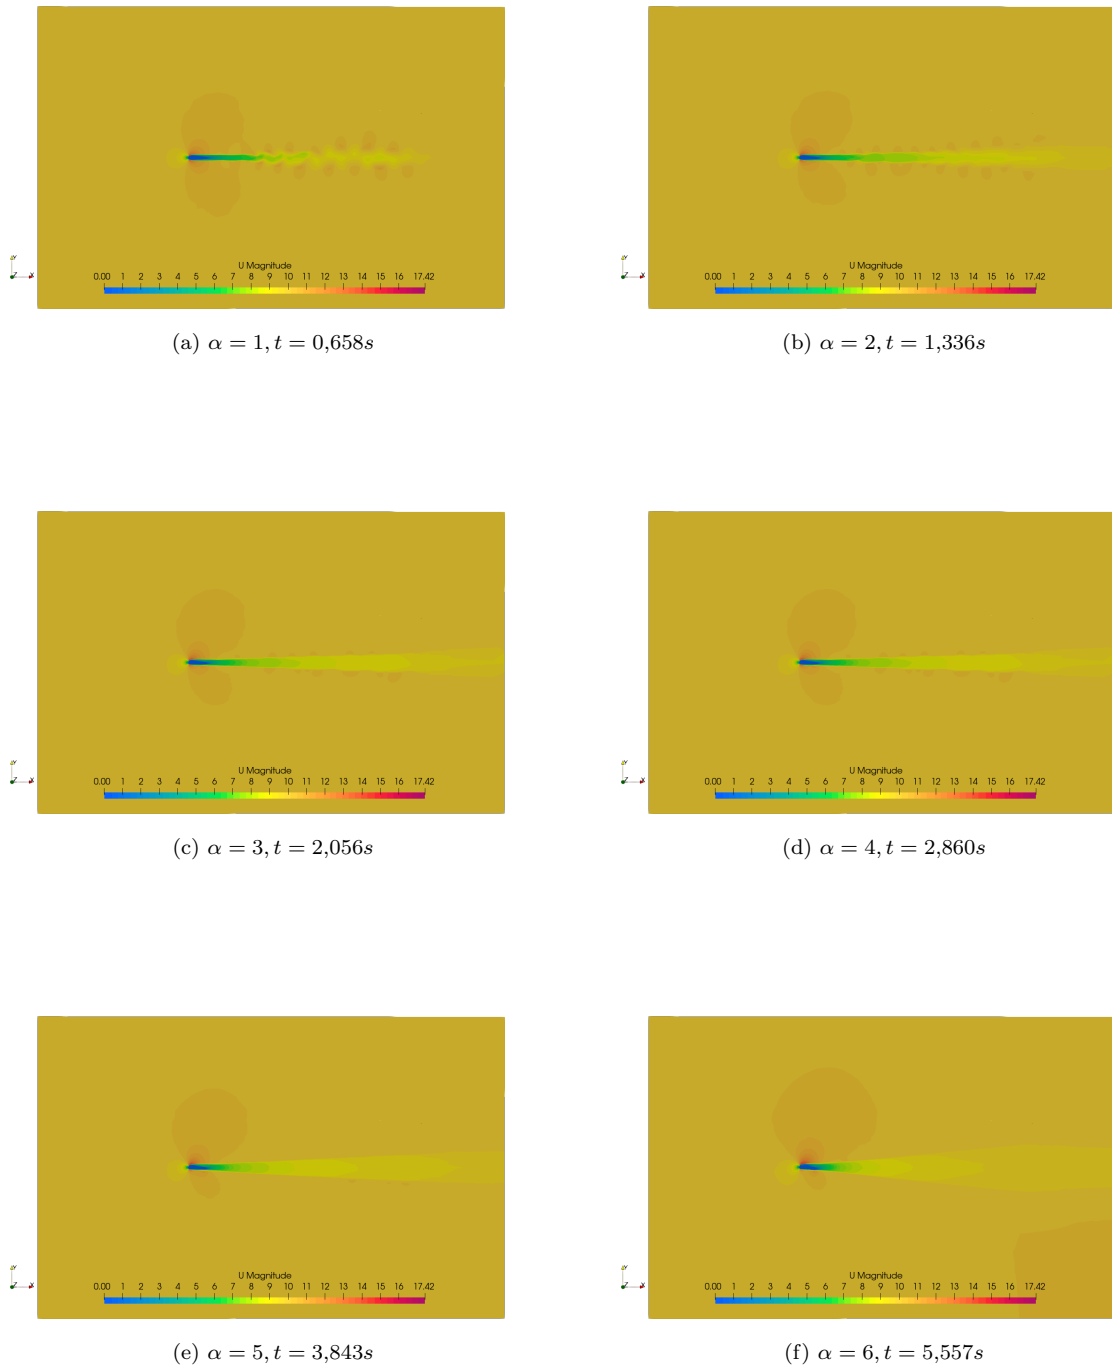 U Magnitude
0.00 1 2 3 4 5 6 7 8 9 10 11 12 13 14 15 16 17.42
Y
Z X
U Magnitude
0.00 1 2 3 4 5 6 7 8 9 10 11 12 13 14 15 16 17.42
Y
Z X
(a) α = 1, t = 0,658s
(b) α = 2, t = 1,336s
U Magnitude
0.00 1 2 3 4 5 6 7 8 9 10 11 12 13 14 15 16 17.42
Y
Z X
U Magnitude
0.00 1 2 3 4 5 6 7 8 9 10 11 12 13 14 15 16 17.42
Y
Z X
(c) α = 3, t = 2,056s
(d) α = 4, t = 2,860s
U Magnitude
0.00 1 2 3 4 5 6 7 8 9 10 11 12 13 14 15 16 17.42
Y
Z X
U Magnitude
0.00 1 2 3 4 5 6 7 8 9 10 11 12 13 14 15 16 17.42
Y
Z X
(e) α = 5, t = 3,843s
(f) α = 6, t = 5,557s